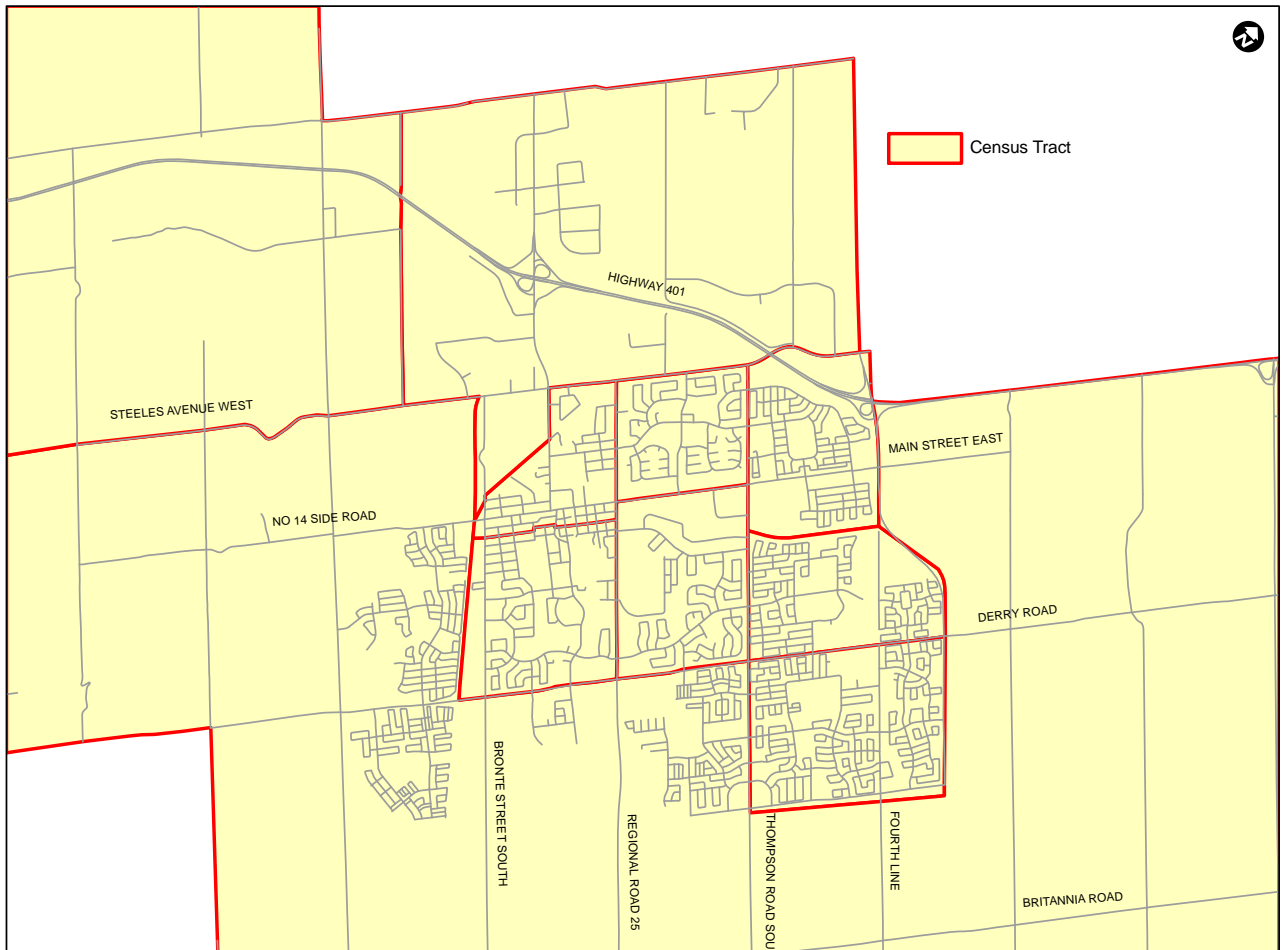 Census Tract
HIGHWAY 401
STEELES AVENUE WEST
MAIN STREET EAST
NO 14 SIDE ROAD
DERRY ROAD
BRONTE STREET SOUTH
REGIONAL ROAD 25
THOMPSON ROAD SOU
FOURTH LINE
BRITANNIA ROAD